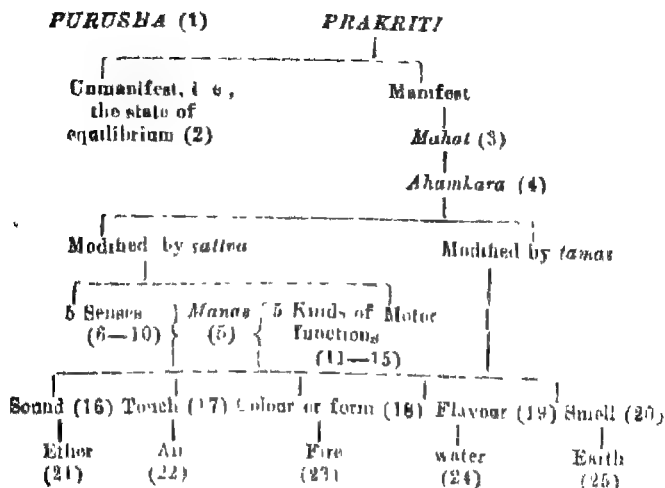 PURUSHA (1) PRAKRITI
Unmanifest, i e, Manifest
the state of
equilibrium (2) Mahat (3)
Ahamkara (4)
Modified by sattva Modified by tamas
5 Senses Manas 5 Kinds of Motor
(6—10) (5) functions
(11—15)
Sound (16) Touch (17) Colour or form (18) Flavour (19) Smell (20)
Ether Air Fire water Earth
(21) (22) (23) (24) (25)